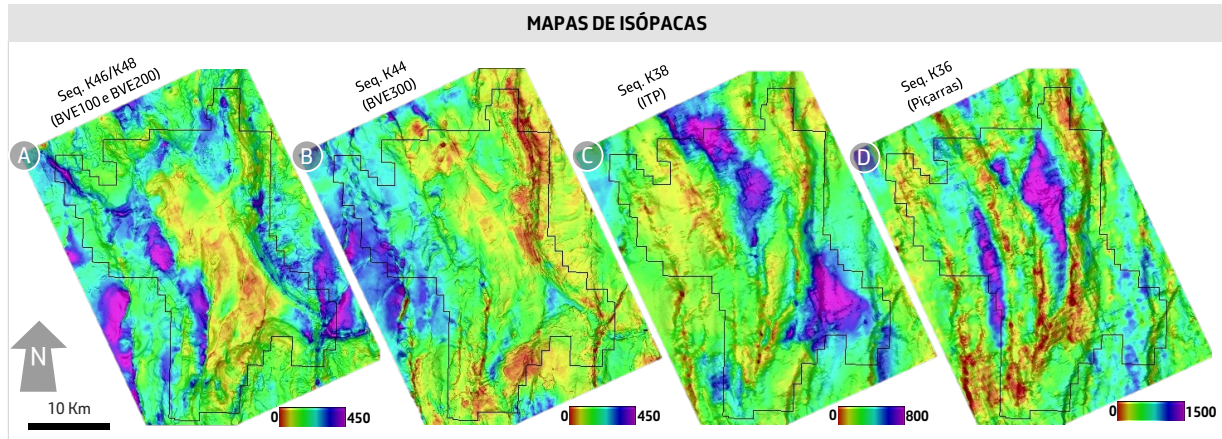 MAPAS DE ISÓPACAS
Seq. K46/K48
(BVE100 e BVE200)
A
Seq. K44
(BVE300)
B
Seq. K38
(ITP)
C
Seq. K36
(Piçarras)
D
N
10 Km
0 450
0 450
0 800
0 1500